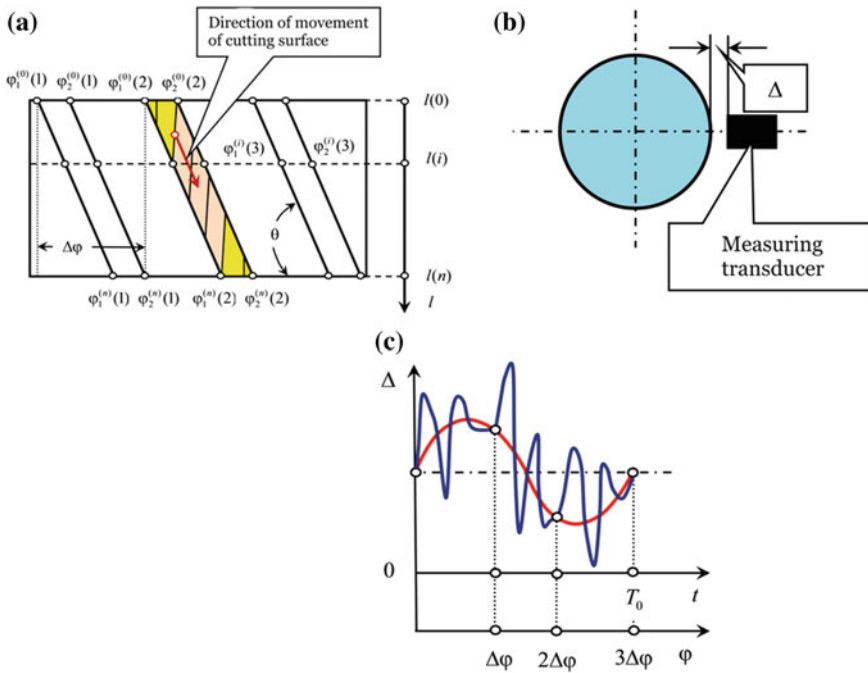 (a)
Direction of movement
of cutting surface
φ₁⁽⁰⁾(1) φ₂⁽⁰⁾(1) φ₁⁽⁰⁾(2) φ₂⁽⁰⁾(2)
l(0)
φ₁⁽ⁱ⁾(3) φ₂⁽ⁱ⁾(3)
l(i)
θ
Δφ
l(n)
φ₁⁽ⁿ⁾(1) φ₂⁽ⁿ⁾(1) φ₁⁽ⁿ⁾(2) φ₂⁽ⁿ⁾(2)
l
(b)
Δ
Measuring
transducer
(c)
Δ
0
T₀ t
Δφ 2Δφ 3Δφ φ